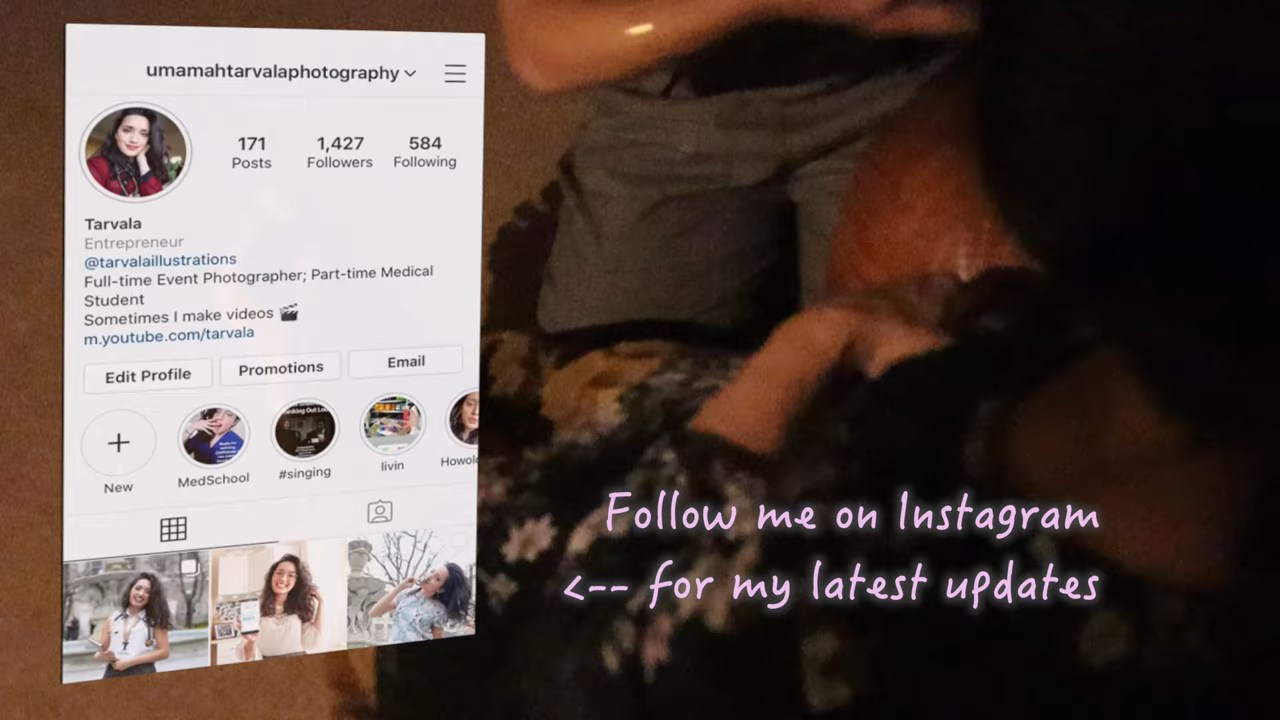 umamahtarvalaphotography
171
Posts
1,427
Followers
584
Following
Tarvala
Entrepreneur
@tarvalaillustrations
Full-time Event Photographer; Part-time Medical
Student
Sometimes I make videos 🎬
m.youtube.com/tarvala
Edit Profile
Promotions
Email
New
MedSchool
#singing
livin
Howol
Follow me on Instagram
<-- for my latest updates